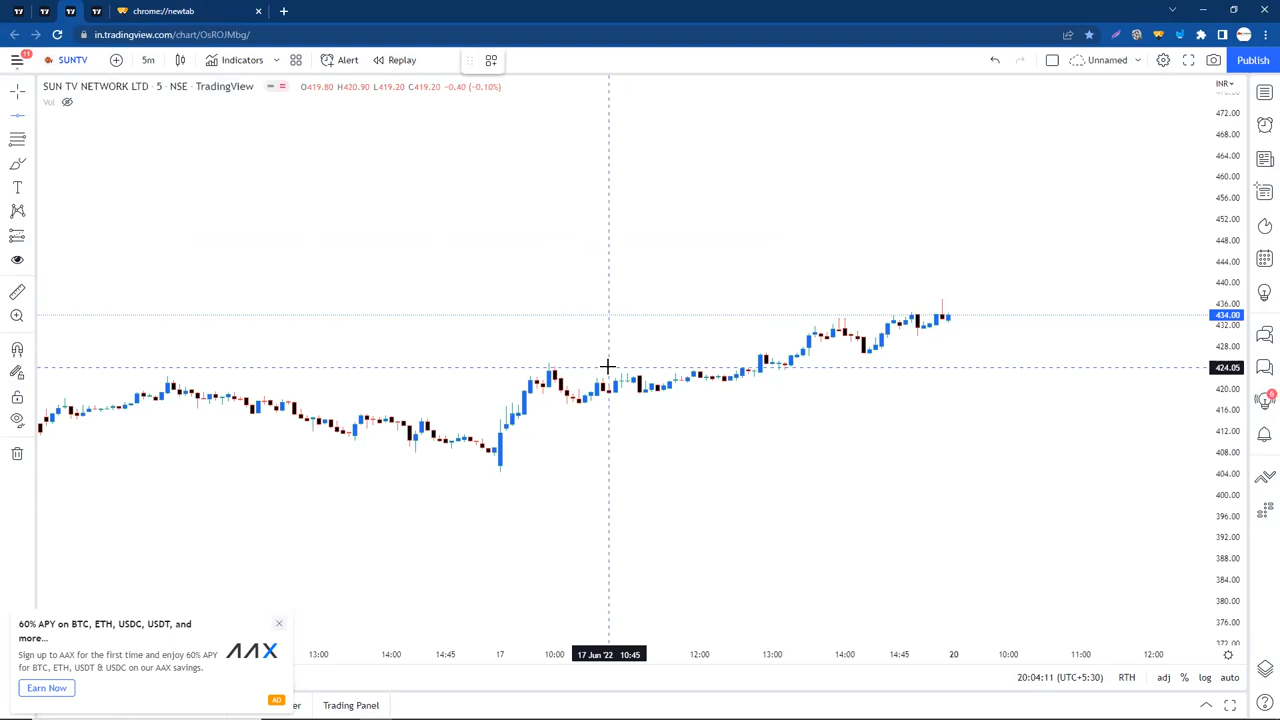 chrome://newtab
in.tradingview.com/chart/OsROJMbg/
11
SUNTV
5m
Indicators
Alert
Replay
Unnamed
Publish
SUN TV NETWORK LTD · 5 · NSE · TradingView
O419.80 H420.90 L419.20 C419.20 −0.40 (−0.10%)
INR
Vol
472.00
468.00
464.00
460.00
456.00
452.00
448.00
444.00
440.00
436.00
434.00
432.00
428.00
424.05
420.00
416.00
412.00
408.00
404.00
400.00
396.00
392.00
388.00
384.00
380.00
376.00
372.00
6
60% APY on BTC, ETH, USDC, USDT, and
more...
Sign up to AAX for the first time and enjoy 60% APY
for BTC, ETH, USDT & USDC on our AAX savings.
AAX
Earn Now
AD
13:00 14:00 14:45 17 10:00 17 Jun '22 10:45 12:00 13:00 14:00 14:45 20 10:00 11:00 12:00
20:04:11 (UTC+5:30) RTH adj % log auto
Trading Panel